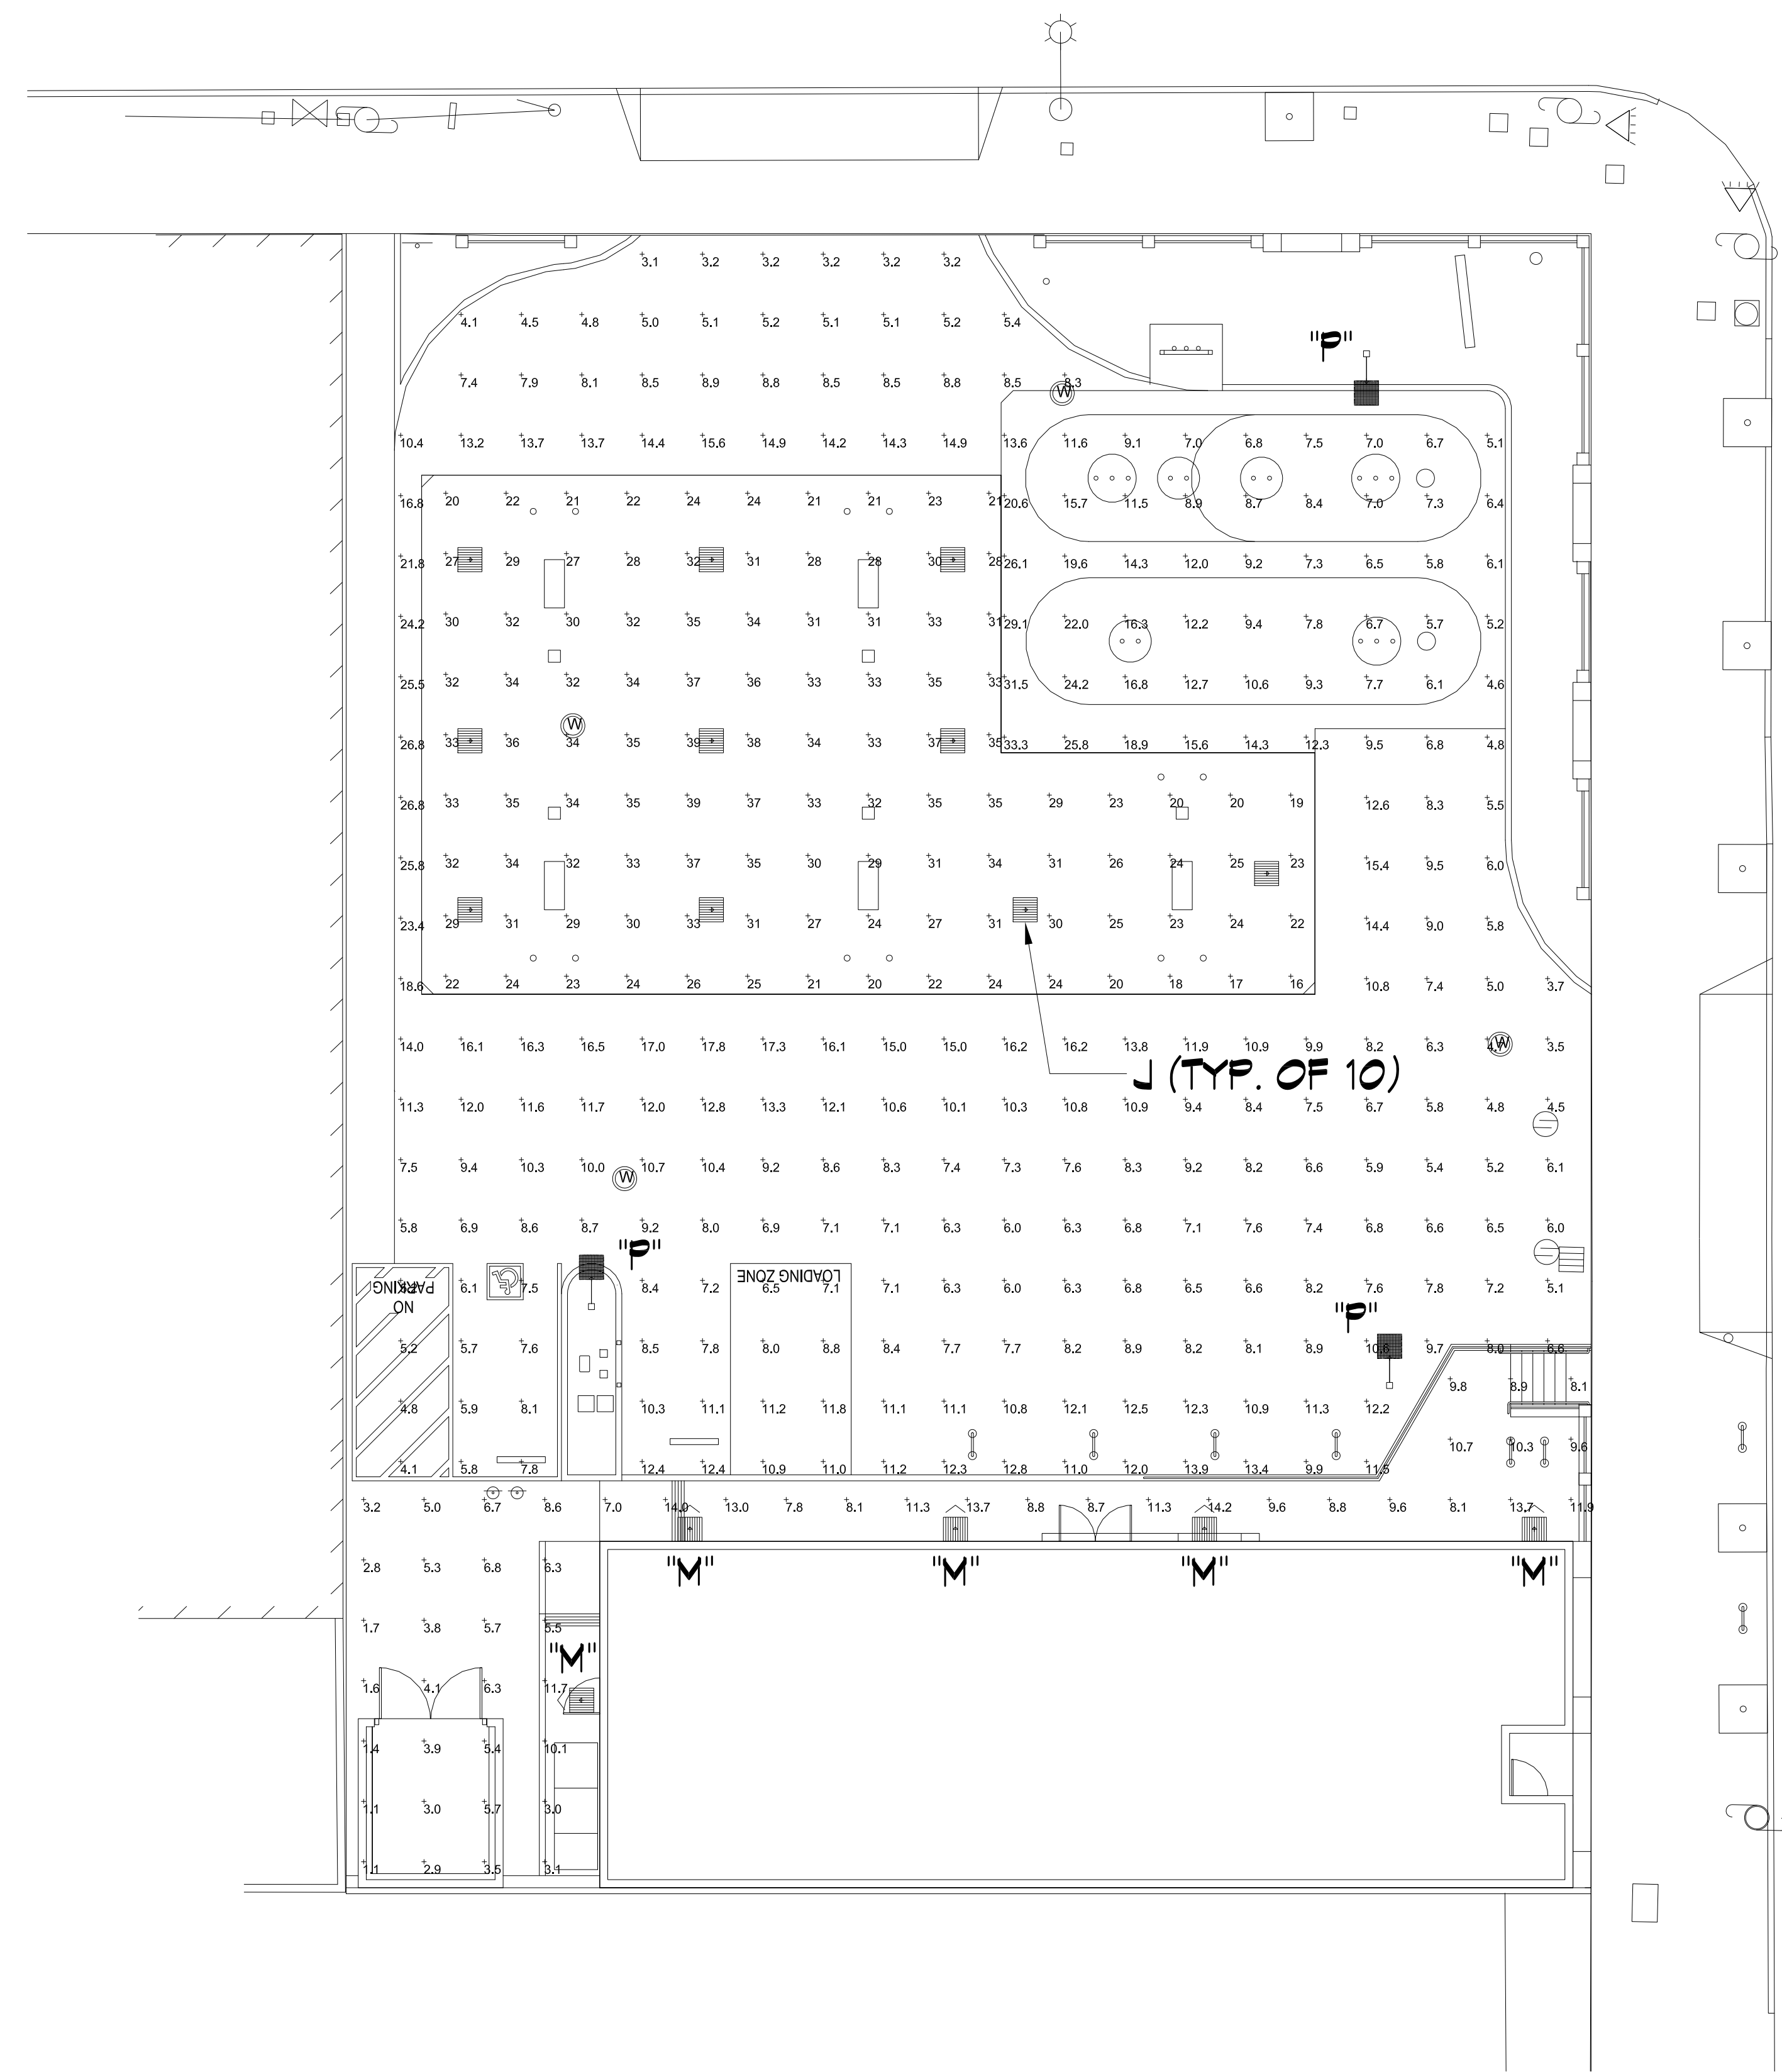 3.1 3.2 3.2 3.2 3.2 3.2
4.1 4.5 4.8 5.0 5.1 5.2 5.1 5.1 5.2 5.4
"P"
7.4 7.9 8.1 8.5 8.9 8.8 8.5 8.5 8.8 8.5 8.3
W
10.4 13.2 13.7 13.7 14.4 15.6 14.9 14.2 14.3 14.9 13.6 11.6 9.1 7.0 6.8 7.5 7.0 6.7 5.1
16.8 20 22 21 22 24 24 21 21 23 21 20.6 15.7 11.5 8.9 8.7 8.4 7.0 7.3 6.4
21.8 27 29 27 28 32 31 28 28 30 28 26.1 19.6 14.3 12.0 9.2 7.3 6.5 5.8 6.1
24.2 30 32 30 32 35 34 31 31 33 31 29.1 22.0 16.3 12.2 9.4 7.8 6.7 5.7 5.2
25.5 32 34 32 34 37 36 33 33 35 33 31.5 24.2 16.8 12.7 10.6 9.3 7.7 6.1 4.6
W
26.8 33 36 34 35 39 38 34 33 37 35 33.3 25.8 18.9 15.6 14.3 12.3 9.5 6.8 4.8
26.8 33 35 34 35 39 37 33 32 35 35 29 23 20 20 19 12.6 8.3 5.5
25.8 32 34 32 33 37 35 30 29 31 34 31 26 24 25 23 15.4 9.5 6.0
23.4 29 31 29 30 33 31 27 24 27 31 30 25 23 24 22 14.4 9.0 5.8
18.6 22 24 23 24 26 25 21 20 22 24 24 20 18 17 16 10.8 7.4 5.0 3.7
14.0 16.1 16.3 16.5 17.0 17.8 17.3 16.1 15.0 15.0 16.2 16.2 13.8 11.9 10.9 9.9 8.2 6.3 W 3.5
J (TYP. OF 10)
11.3 12.0 11.6 11.7 12.0 12.8 13.3 12.1 10.6 10.1 10.3 10.8 10.9 9.4 8.4 7.5 6.7 5.8 4.8 4.5
7.5 9.4 10.3 10.0 10.7 10.4 9.2 8.6 8.3 7.4 7.3 7.6 8.3 9.2 8.2 6.6 5.9 5.4 5.2 6.1
W
5.8 6.9 8.6 8.7 9.2 8.0 6.9 7.1 7.1 6.3 6.0 6.3 6.8 7.1 7.6 7.4 6.8 6.6 6.5 6.0
"P"
LOADING ZONE
NO
PARKING
6.1 7.5 8.4 7.2 6.5 7.1 7.1 6.3 6.0 6.3 6.8 6.5 6.6 8.2 7.6 7.8 7.2 5.1
"P"
5.2 5.7 7.6 8.5 7.8 8.0 8.8 8.4 7.7 7.7 8.2 8.9 8.2 8.1 8.9 10.6 9.7 8.0 6.6
9.8 8.9 8.1
4.8 5.9 8.1 10.3 11.1 11.2 11.8 11.1 11.1 10.8 12.1 12.5 12.3 10.9 11.3 12.2
10.7 10.3 9.6
4.1 5.8 7.8 12.4 12.4 10.9 11.0 11.2 12.3 12.8 11.0 12.0 13.9 13.4 9.9 11.5
3.2 5.0 6.7 8.6 7.0 14.0 13.0 7.8 8.1 11.3 13.7 8.8 8.7 11.3 14.2 9.6 8.8 9.6 8.1 13.7 11.9
"M" "M" "M" "M"
2.8 5.3 6.8 6.3
1.7 3.8 5.7 5.5
"M"
1.6 4.1 6.3 11.7
1.4 3.9 5.4 10.1
1.1 3.0 5.7 3.0
1.1 2.9 3.5 3.1